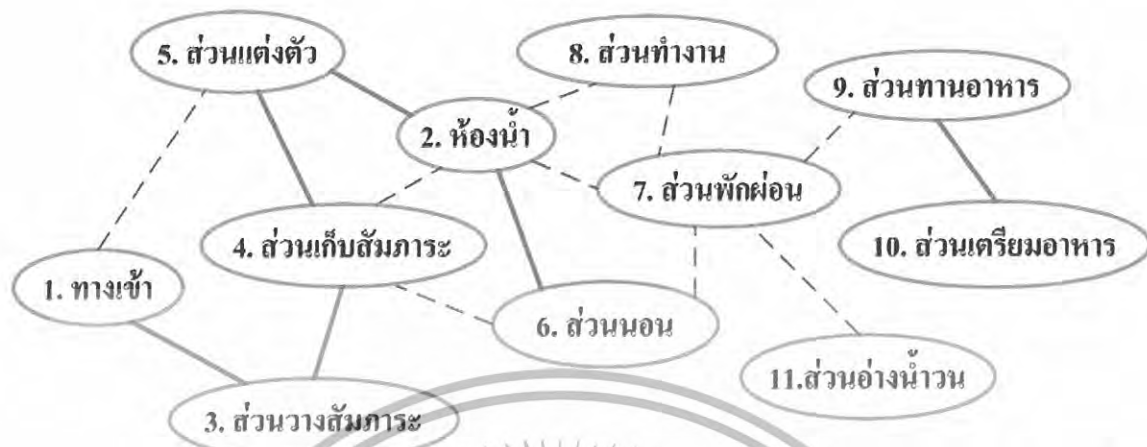 5. ส่วนแต่งตัว
8. ส่วนทำงาน
9. ส่วนทานอาหาร
2. ห้องน้ำ
7. ส่วนพักผ่อน
4. ส่วนเก็บสัมภาระ
10. ส่วนเตรียมอาหาร
1. ทางเข้า
6. ส่วนนอน
11.ส่วนอ่างน้ำวน
3. ส่วนวางสัมภาระ